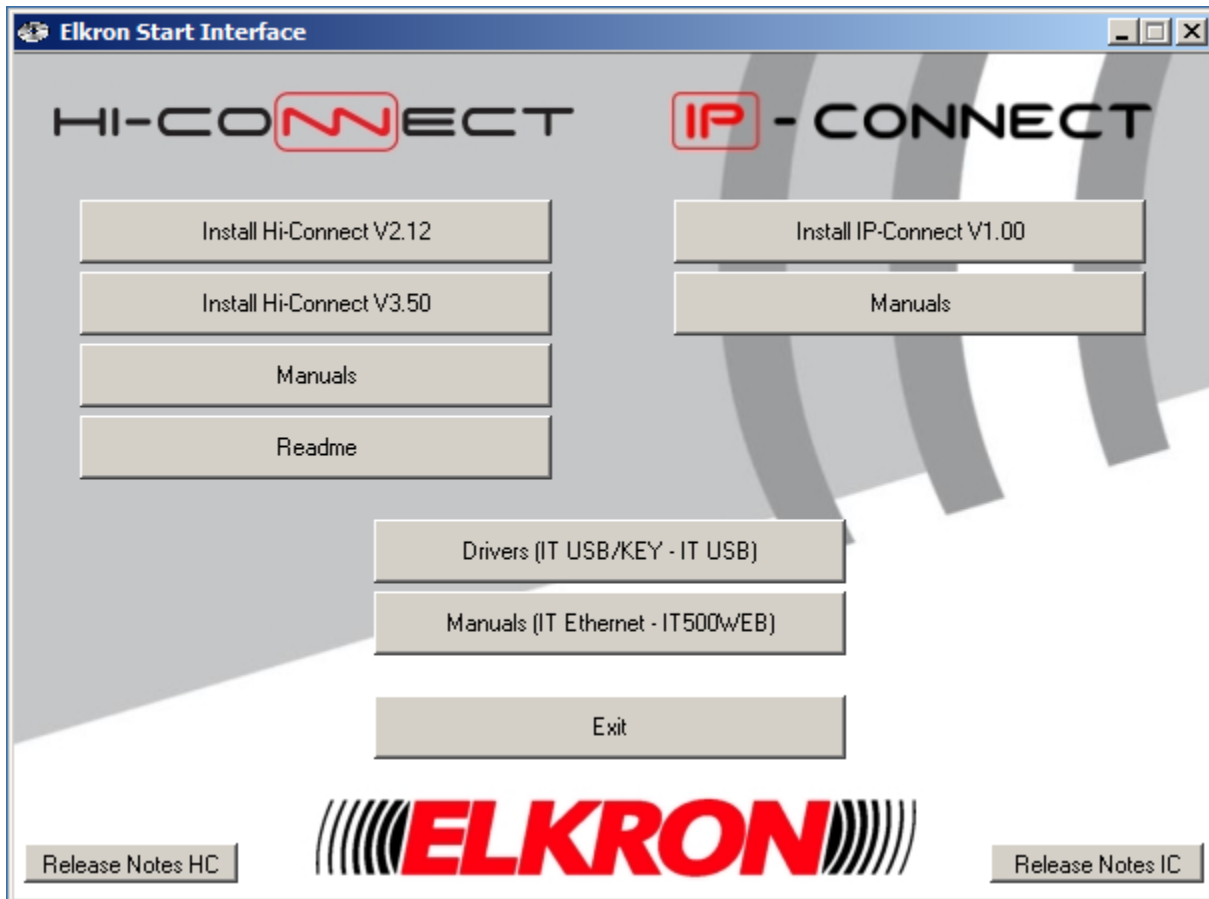 Elkron Start Interface
HI-CONNECT
IP - CONNECT
Install Hi-Connect V2.12
Install Hi-Connect V3.50
Manuals
Readme
Install IP-Connect V1.00
Manuals
Drivers (IT USB/KEY - IT USB)
Manuals (IT Ethernet - IT500WEB)
Exit
ELKRON
Release Notes HC
Release Notes IC